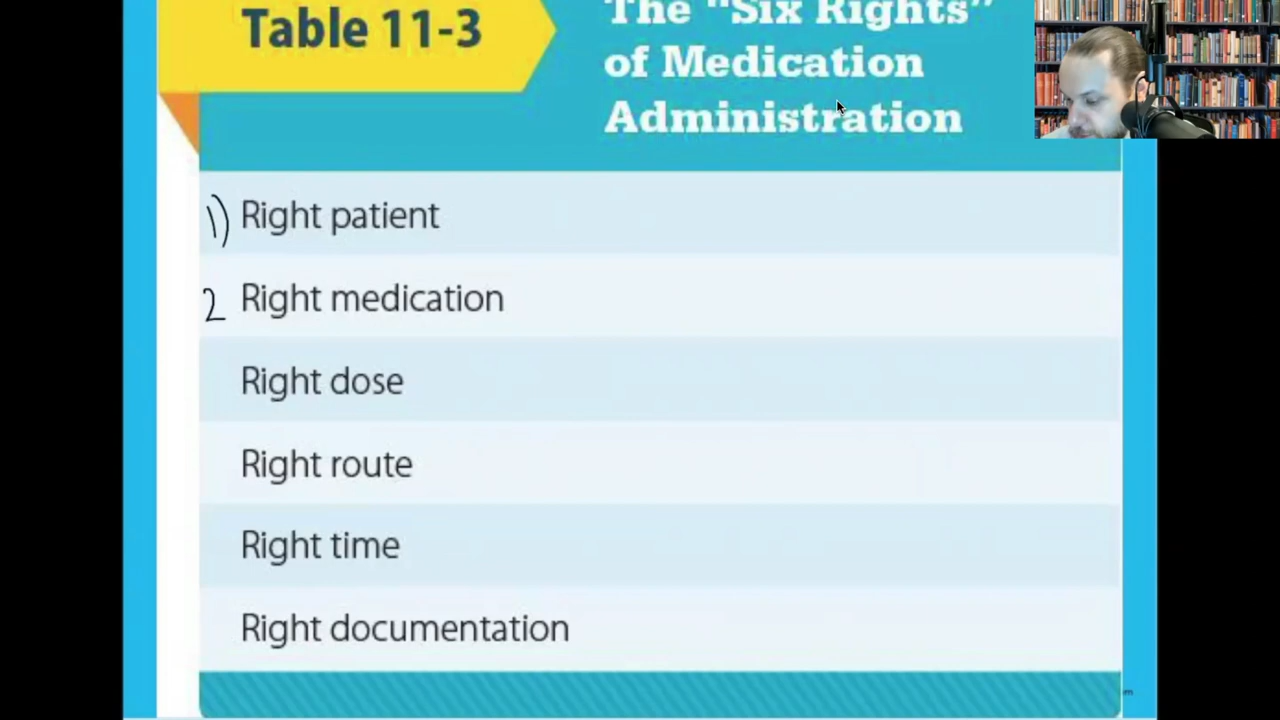 Table 11-3
The "Six Rights"
of Medication
Administration
1) Right patient
2 Right medication
Right dose
Right route
Right time
Right documentation